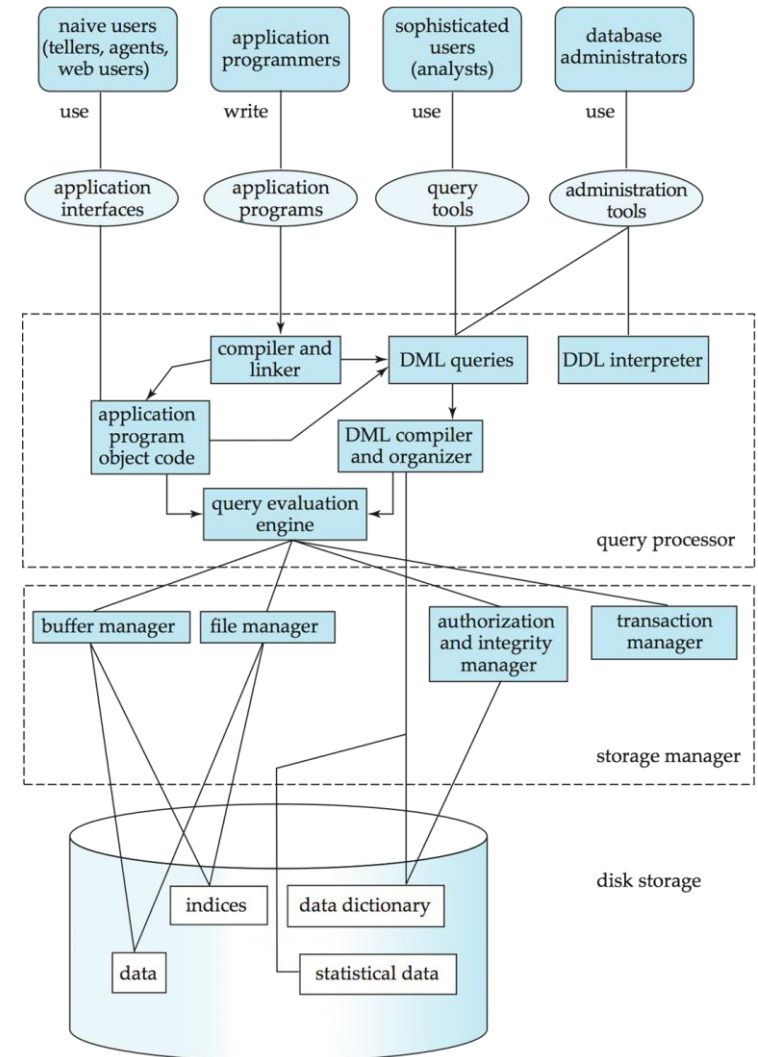 naive users
(tellers, agents,
web users)
application
programmers
sophisticated
users
(analysts)
database
administrators
use
write
use
use
application
interfaces
application
programs
query
tools
administration
tools
compiler and
linker
DML queries
DDL interpreter
application
program
object code
DML compiler
and organizer
query evaluation
engine
query processor
buffer manager
file manager
authorization
and integrity
manager
transaction
manager
storage manager
disk storage
indices
data dictionary
data
statistical data